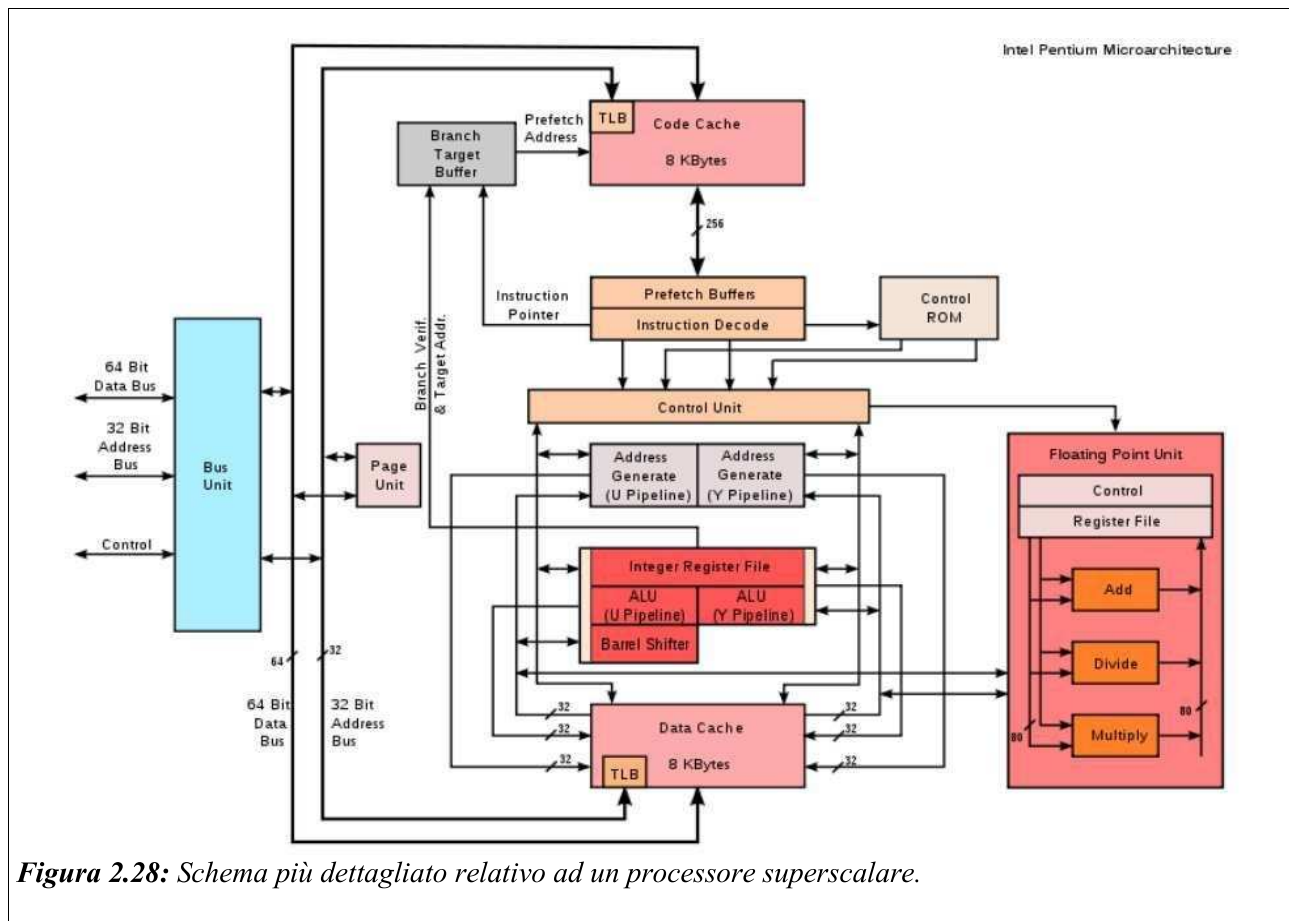 Intel Pentium Microarchitecture
TLB
Code Cache
8 KBytes
Prefetch
Address
Branch
Target
Buffer
256
Prefetch Buffers
Instruction Decode
Instruction
Pointer
Control
ROM
Branch Verif.
& Target Addr.
Control Unit
64 Bit
Data Bus
32 Bit
Address
Bus
Control
Bus
Unit
Page
Unit
Address
Generate
(U Pipeline)
Address
Generate
(Y Pipeline)
Integer Register File
ALU
(U Pipeline)
ALU
(Y Pipeline)
Barrel Shifter
Floating Point Unit
Control
Register File
Add
Divide
Multiply
80
80
64
32
64 Bit
Data
Bus
32 Bit
Address
Bus
32
32
32
32
32
32
Data Cache
8 KBytes
TLB
Figura 2.28: Schema più dettagliato relativo ad un processore superscalare.